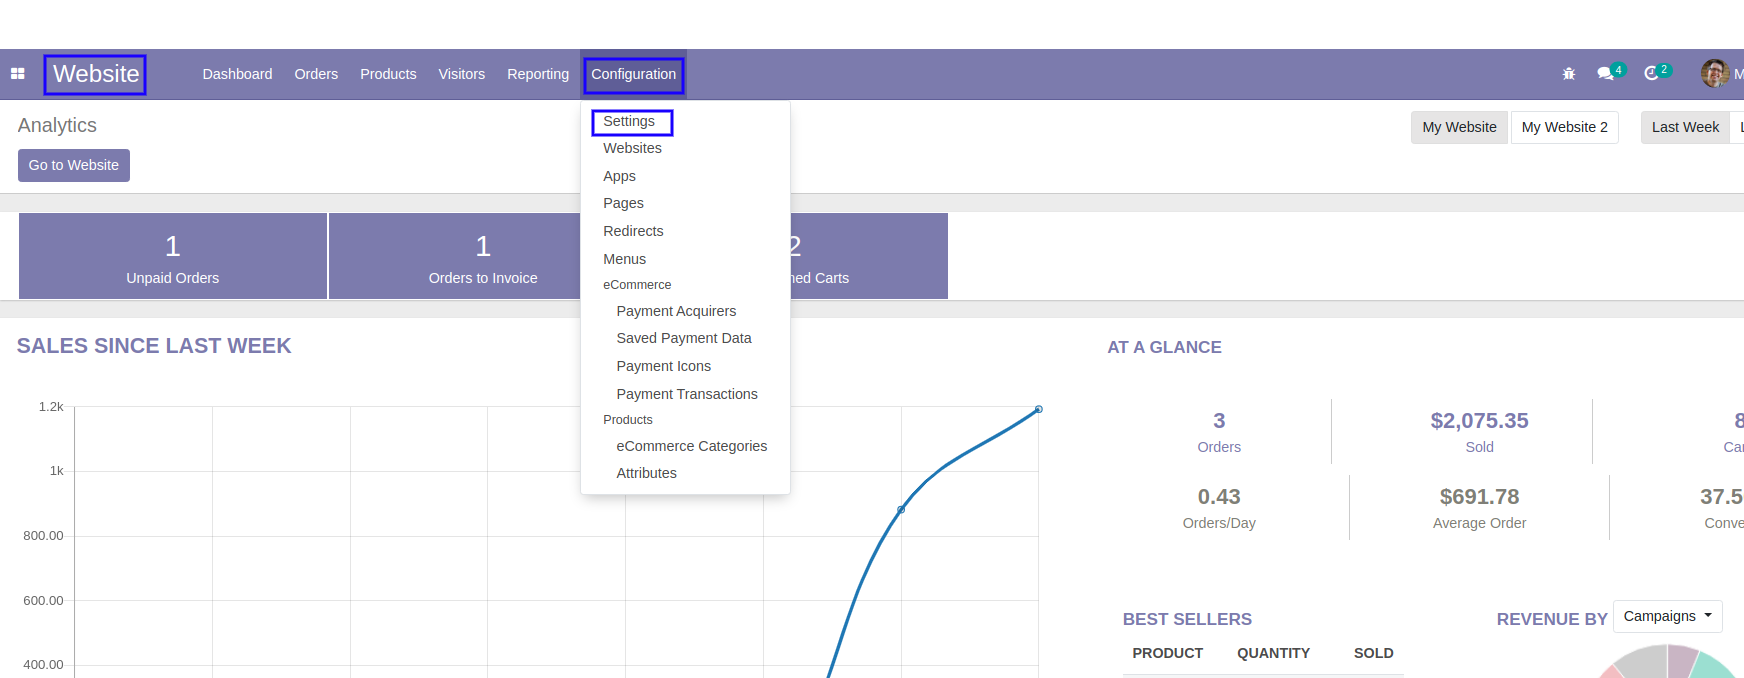 Website Dashboard Orders Products Visitors Reporting Configuration 4 2 M
Analytics
My Website My Website 2 Last Week
Go to Website
Settings
Websites
Apps
Pages
Redirects
Menus
eCommerce
Payment Acquirers
Saved Payment Data
Payment Icons
Payment Transactions
Products
eCommerce Categories
Attributes
1
Unpaid Orders
1
Orders to Invoice
2
ned Carts
SALES SINCE LAST WEEK
1.2k
1k
800.00
600.00
400.00
AT A GLANCE
3
Orders
$2,075.35
Sold
8
Car
0.43
Orders/Day
$691.78
Average Order
37.5
Conve
BEST SELLERS
PRODUCT QUANTITY SOLD
REVENUE BY Campaigns